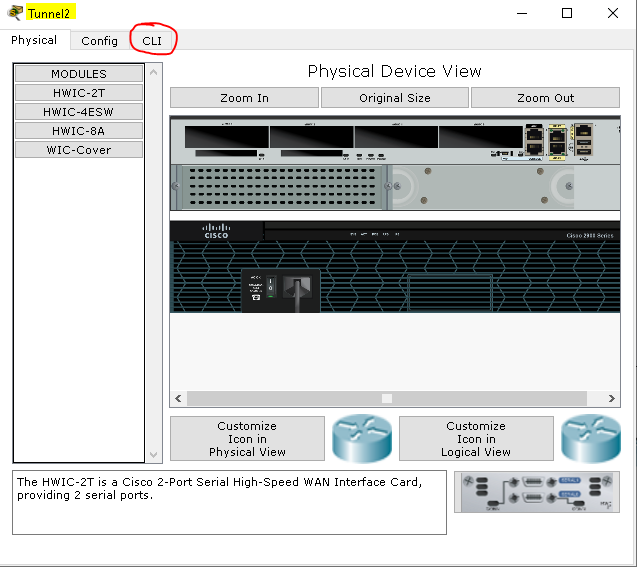 Tunnel2
Physical
Config
CLI
MODULES
HWIC-2T
HWIC-4ESW
HWIC-8A
WIC-Cover
Physical Device View
Zoom In
Original Size
Zoom Out
CISCO
Cisco 2900 Series
Customize
Icon in
Physical View
Customize
Icon in
Logical View
The HWIC-2T is a Cisco 2-Port Serial High-Speed WAN Interface Card,
providing 2 serial ports.